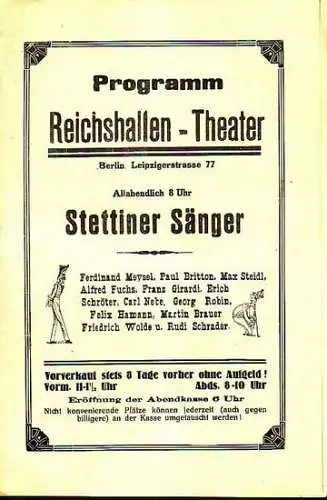 Programm
Reichshallen - Theater
Berlin, Leipzigerstrasse 77
Allabendlich 8 Uhr
Stettiner Sänger
Ferdinand Meysel, Paul Britton, Max Steidl,
Alfred Fuchs, Franz Girardi, Erich
Schröter, Carl Nebe, Georg Robin,
Felix Hamann, Martin Brauer
Friedrich Wolde u. Rudi Schrader.
Vorverkauf stets 8 Tage vorher ohne Aufgeld!
Vorm. 11-1½ Uhr Abds. 8-10 Uhr
Eröffnung der Abendkasse 6 Uhr
Nicht konvenierende Plätze können jederzeit (auch gegen
billigere) an der Kasse umgetauscht werden!